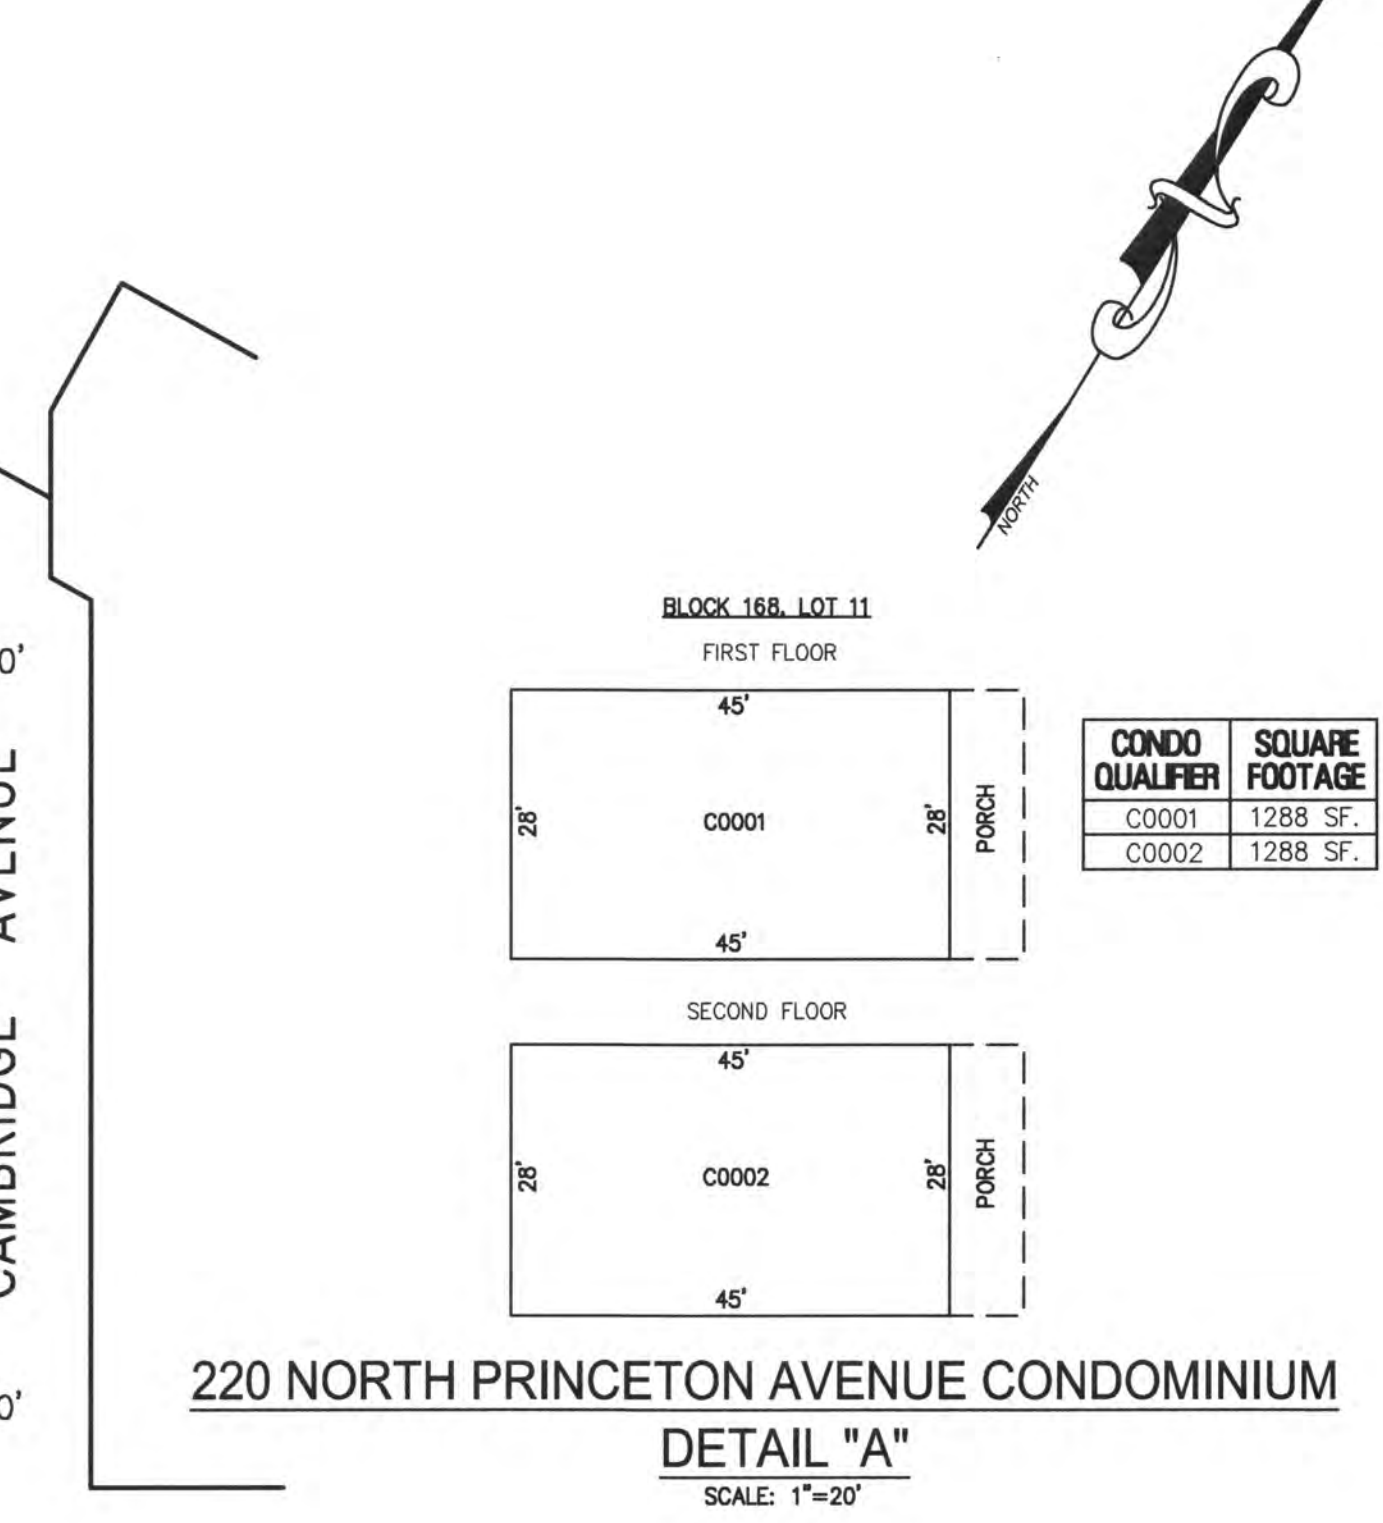 NORTH
BLOCK 168, LOT 11
FIRST FLOOR
45'
28'
C0001
28'
PORCH
45'
CONDO QUALIFIER
SQUARE FOOTAGE
C0001 1288 SF.
C0002 1288 SF.
SECOND FLOOR
45'
28'
C0002
28'
PORCH
45'
0'
CAMBRIDGE AVENUE
0'
220 NORTH PRINCETON AVENUE CONDOMINIUM
DETAIL "A"
SCALE: 1"=20'